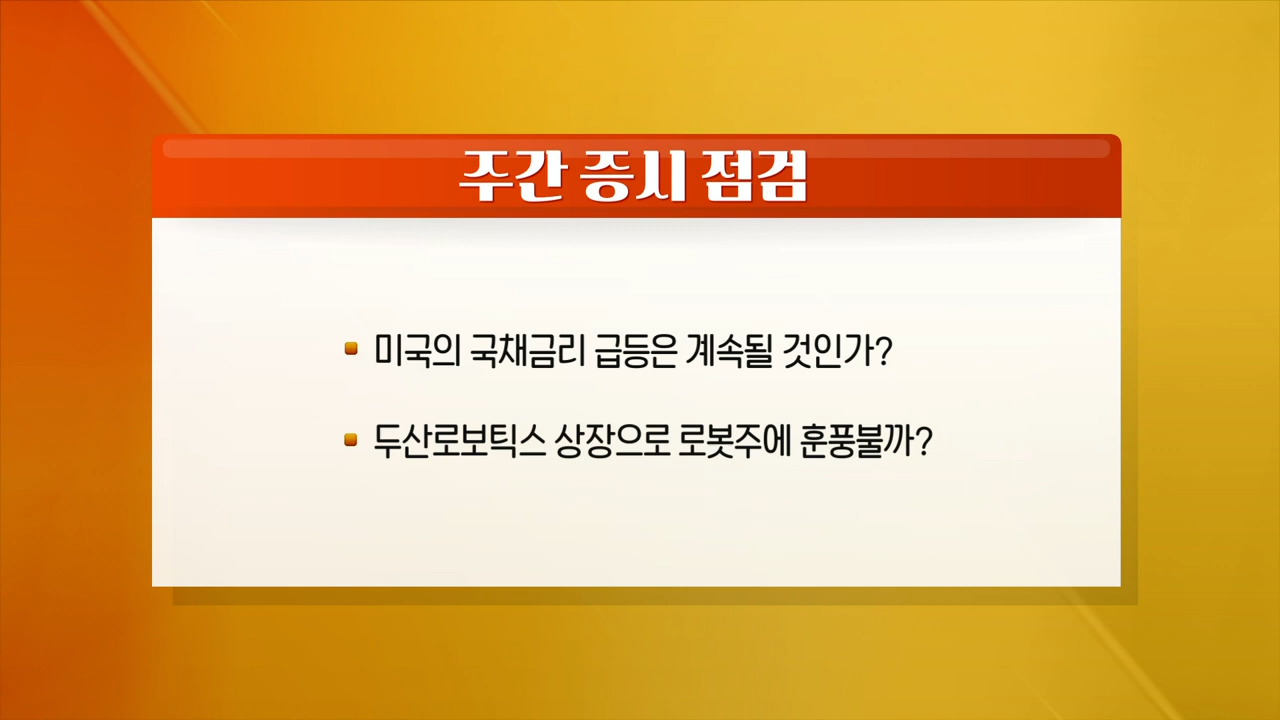 주간 증시 점검
미국의 국채금리 급등은 계속될 것인가?
두산로보틱스 상장으로 로봇주에 훈풍불까?